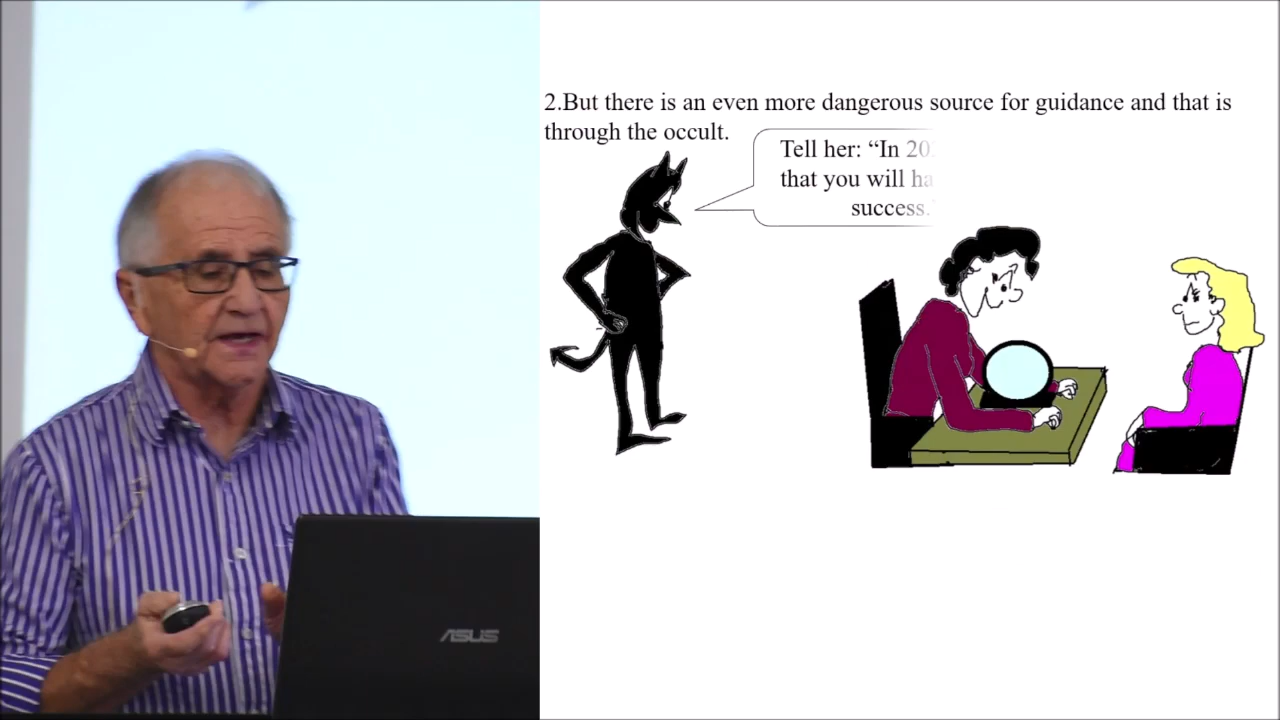 2.But there is an even more dangerous source for guidance and that is
through the occult.
Tell her: “In
that you will
success.
ASUS